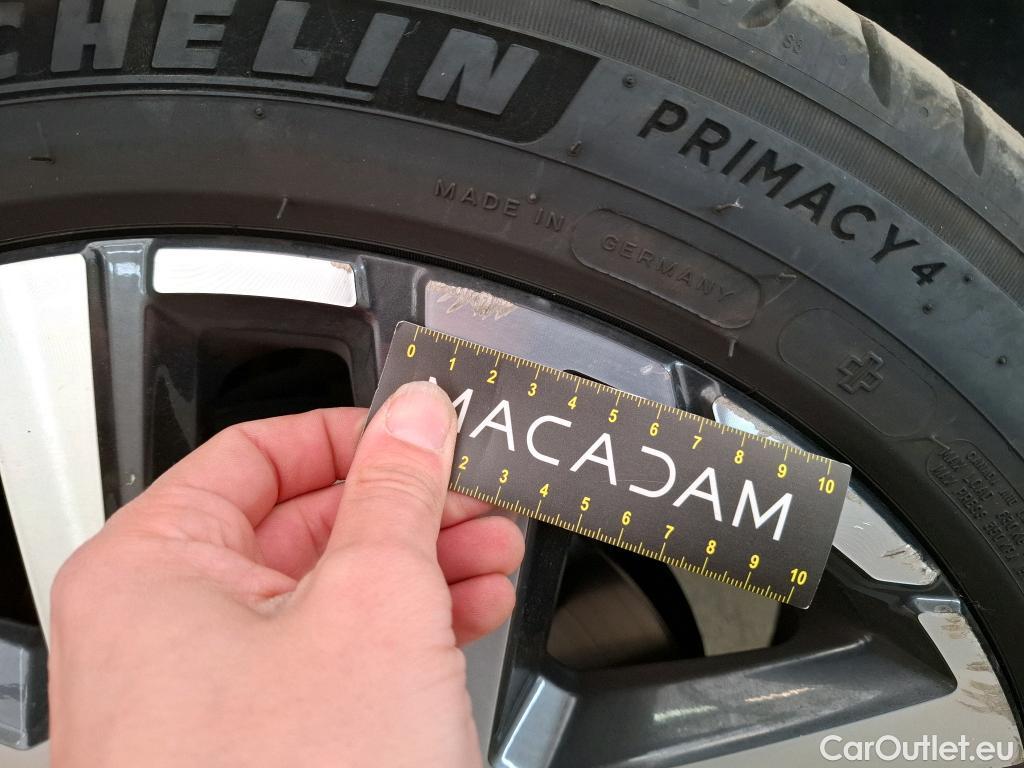 CHELIN
PRIMACY 4
MADE IN GERMANY
0 1 2 3 4 5 6 7 8 9 10
MACADAM
2 3 4 5 6 7 8 9 10
CarOutlet.eu